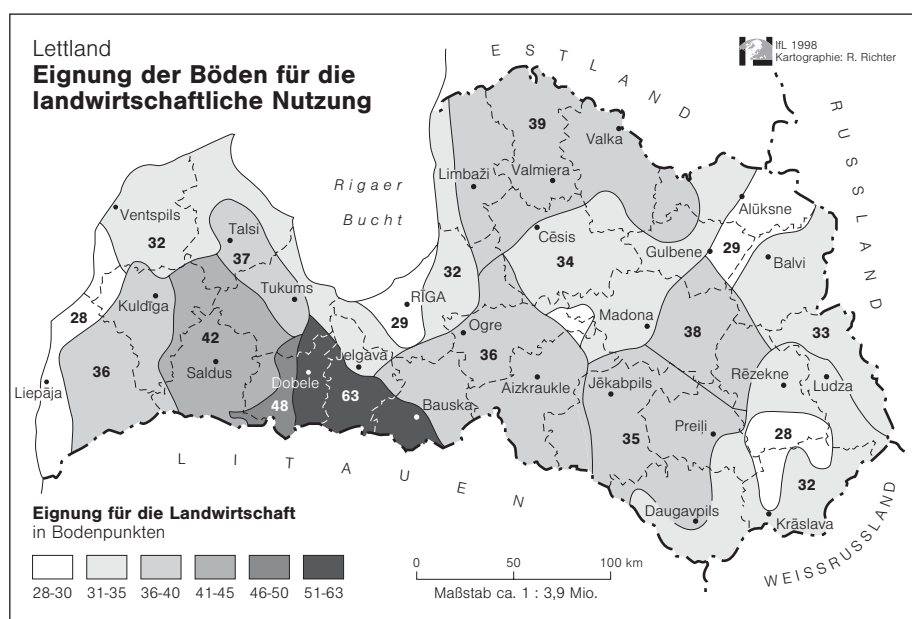 Lettland
Eignung der Böden für die
landwirtschaftliche Nutzung
IfL 1998
Kartographie: R. Richter
ESTLAND
RUSSLAND
39
Valka
Limbaži
Valmiera
Rigaer
Bucht
Ventspils
32
Talsi
37
Alūksne
Cēsis
34
Gulbene
29
Balvi
Tukums
Kuldīga
28
32
RĪGA
29
Madona
38
33
42
Ogre
36
Saldus
Jelgava
36
Liepāja
Dobele
48
63
Bauska
Aizkraukle
Jēkabpils
Rēzekne
Ludza
35
Preiļi
28
32
LITAUEN
Daugavpils
Krāslava
WEISSRUSSLAND
Eignung für die Landwirtschaft
in Bodenpunkten
28-30 31-35 36-40 41-45 46-50 51-63
0 50 100 km
Maßstab ca. 1 : 3,9 Mio.